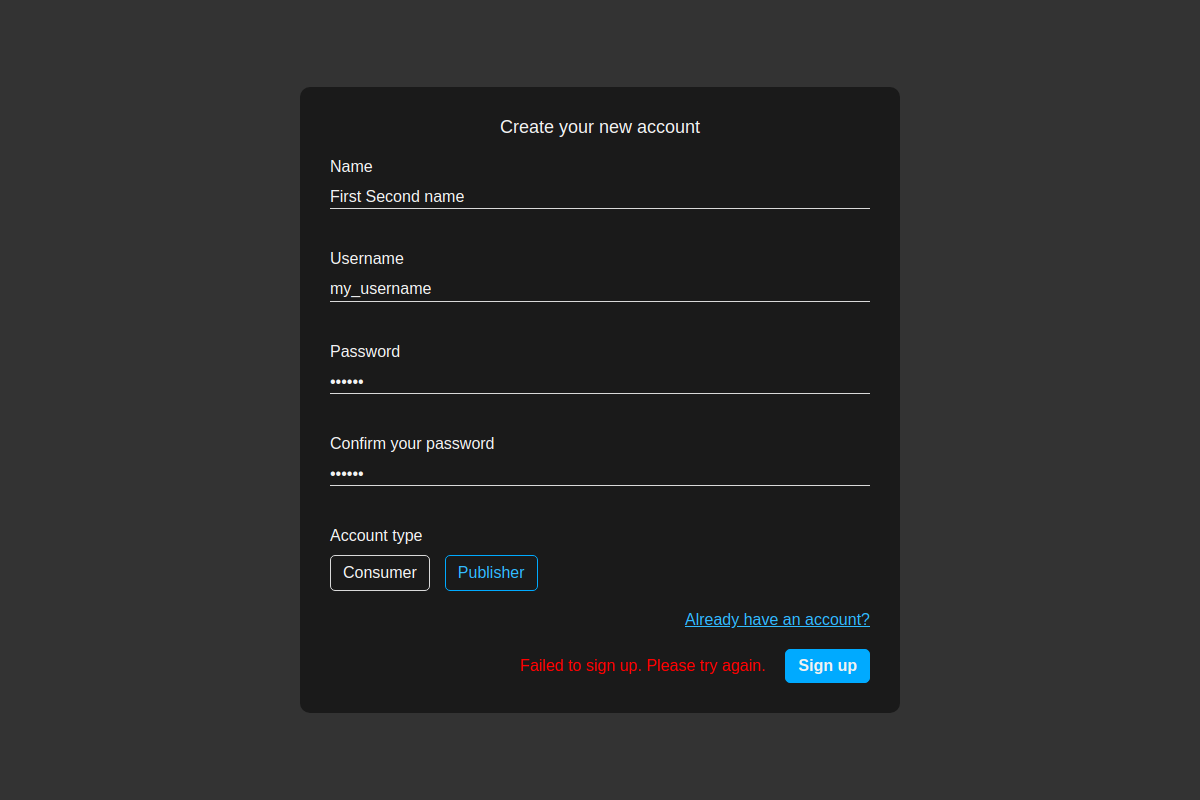 Create your new account
Name
First Second name
Username
my_username
Password
••••••
Confirm your password
••••••
Account type
Consumer Publisher
Already have an account?
Failed to sign up. Please try again. Sign up